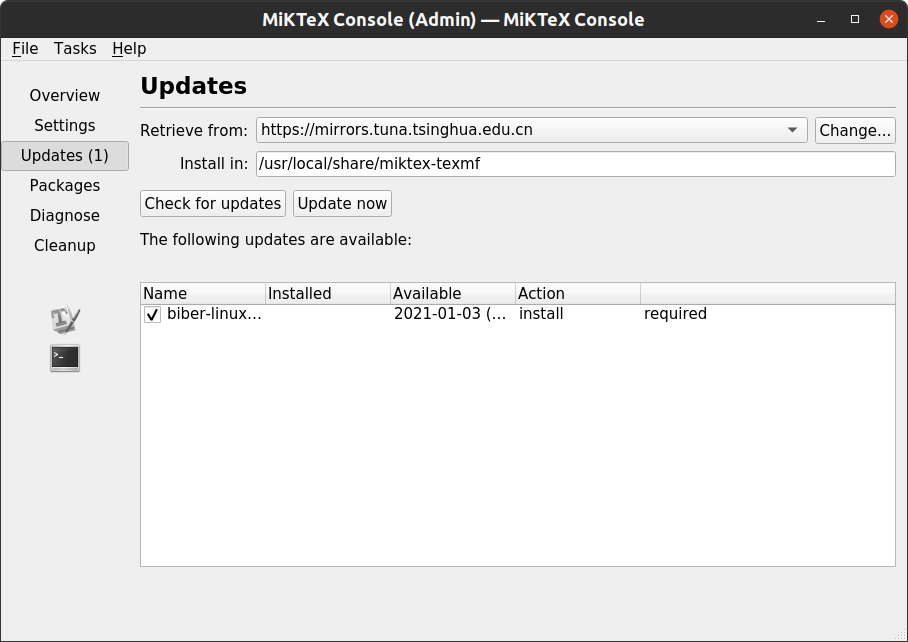 MiKTeX Console (Admin) — MiKTeX Console
File Tasks Help
Overview
Settings
Updates (1)
Packages
Diagnose
Cleanup
Updates
Retrieve from: https://mirrors.tuna.tsinghua.edu.cn Change...
Install in: /usr/local/share/miktex-texmf
Check for updates Update now
The following updates are available:
Name Installed Available Action
biber-linux... 2021-01-03 (... install required